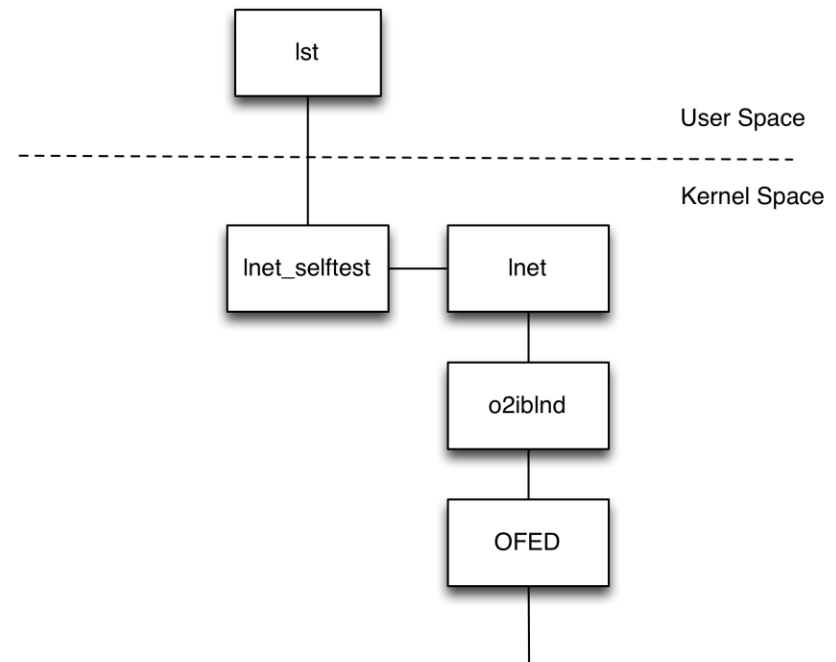 lst
User Space
Kernel Space
lnet_selftest
lnet
o2iblnd
OFED